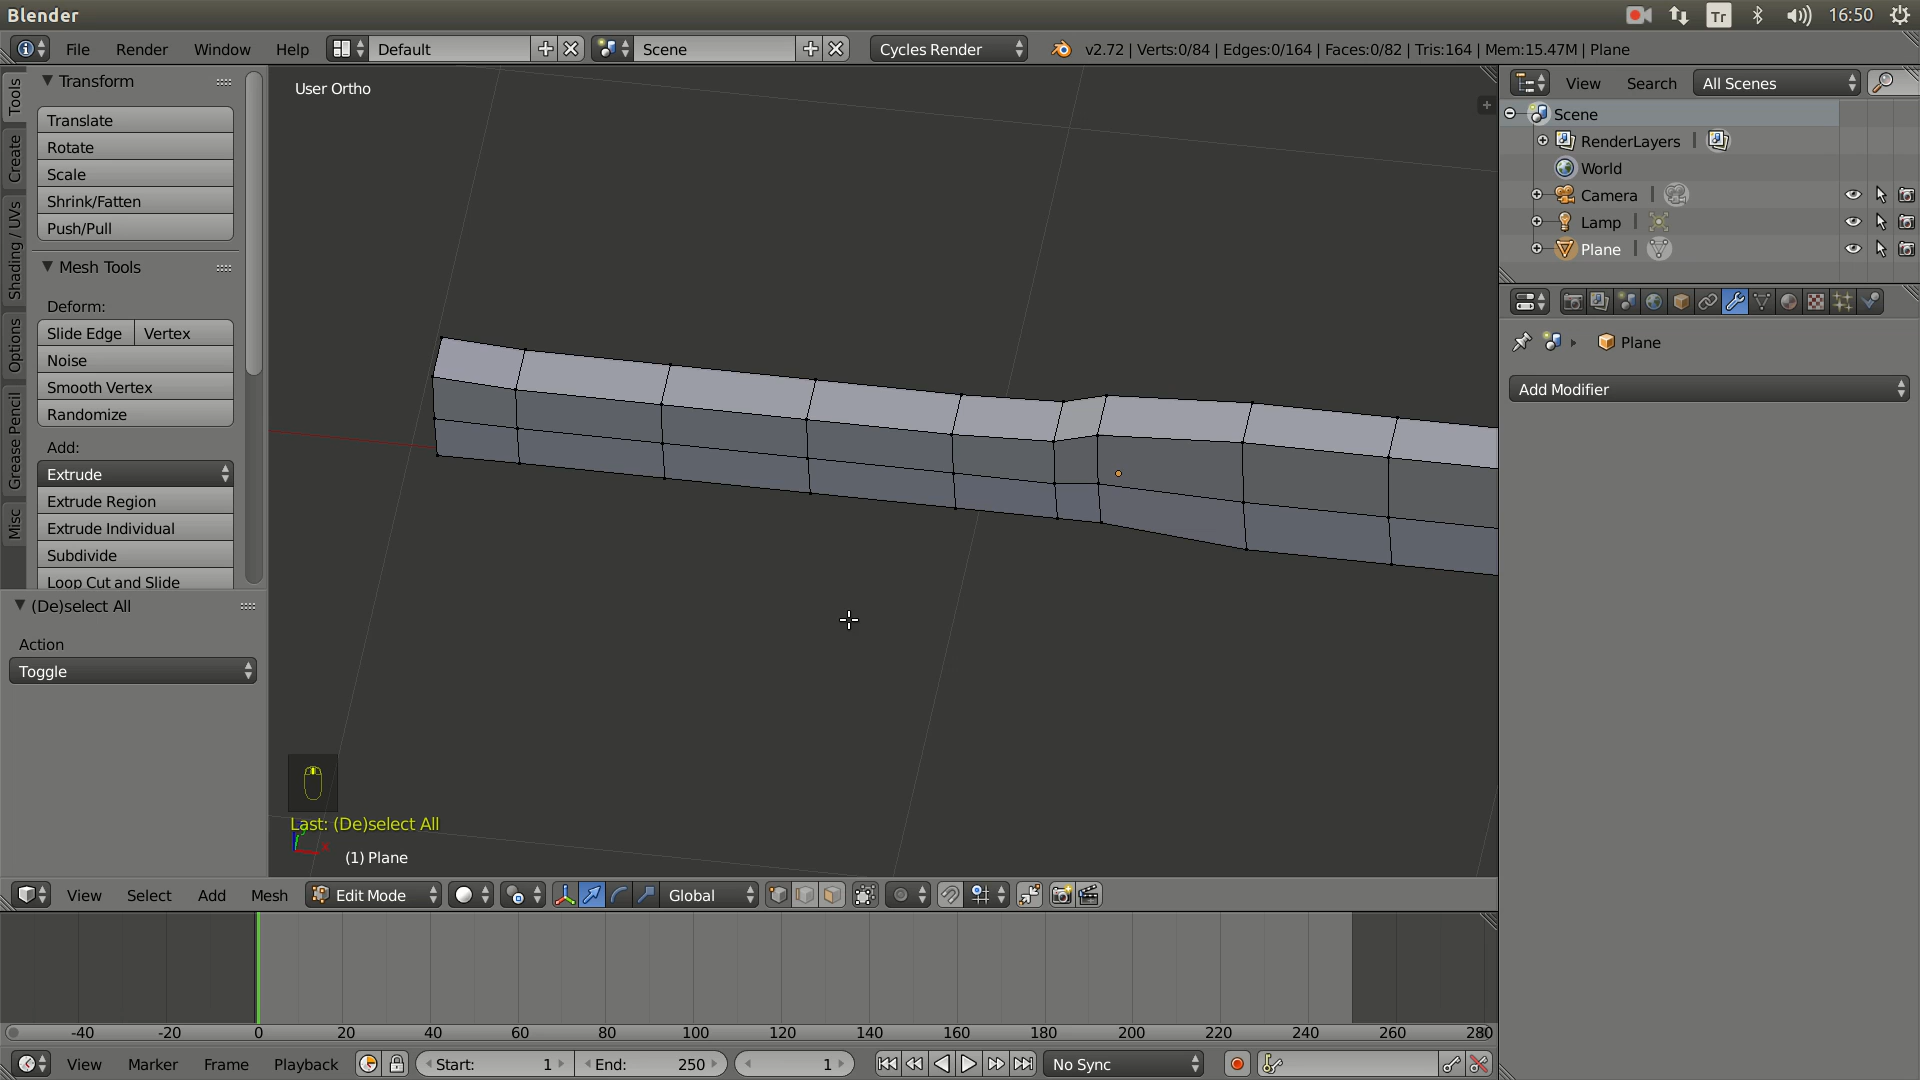 Blender
Tr
16:50
File
Render
Window
Help
Default
Scene
Cycles Render
v2.72 | Verts:0/84 | Edges:0/164 | Faces:0/82 | Tris:164 | Mem:15.47M | Plane
Tools
Create
Shading / UVs
Options
Grease Pencil
Misc
Transform
Translate
Rotate
Scale
Shrink/Fatten
Push/Pull
Mesh Tools
Deform:
Slide Edge
Vertex
Noise
Smooth Vertex
Randomize
Add:
Extrude
Extrude Region
Extrude Individual
Subdivide
Loop Cut and Slide
(De)select All
Action
Toggle
User Ortho
Last: (De)select All
(1) Plane
View
Search
All Scenes
Scene
RenderLayers
World
Camera
Lamp
Plane
Plane
Add Modifier
View
Select
Add
Mesh
Edit Mode
Global
-40
-20
0
20
40
60
80
100
120
140
160
180
200
220
240
260
280
View
Marker
Frame
Playback
Start:
1
End:
250
1
No Sync